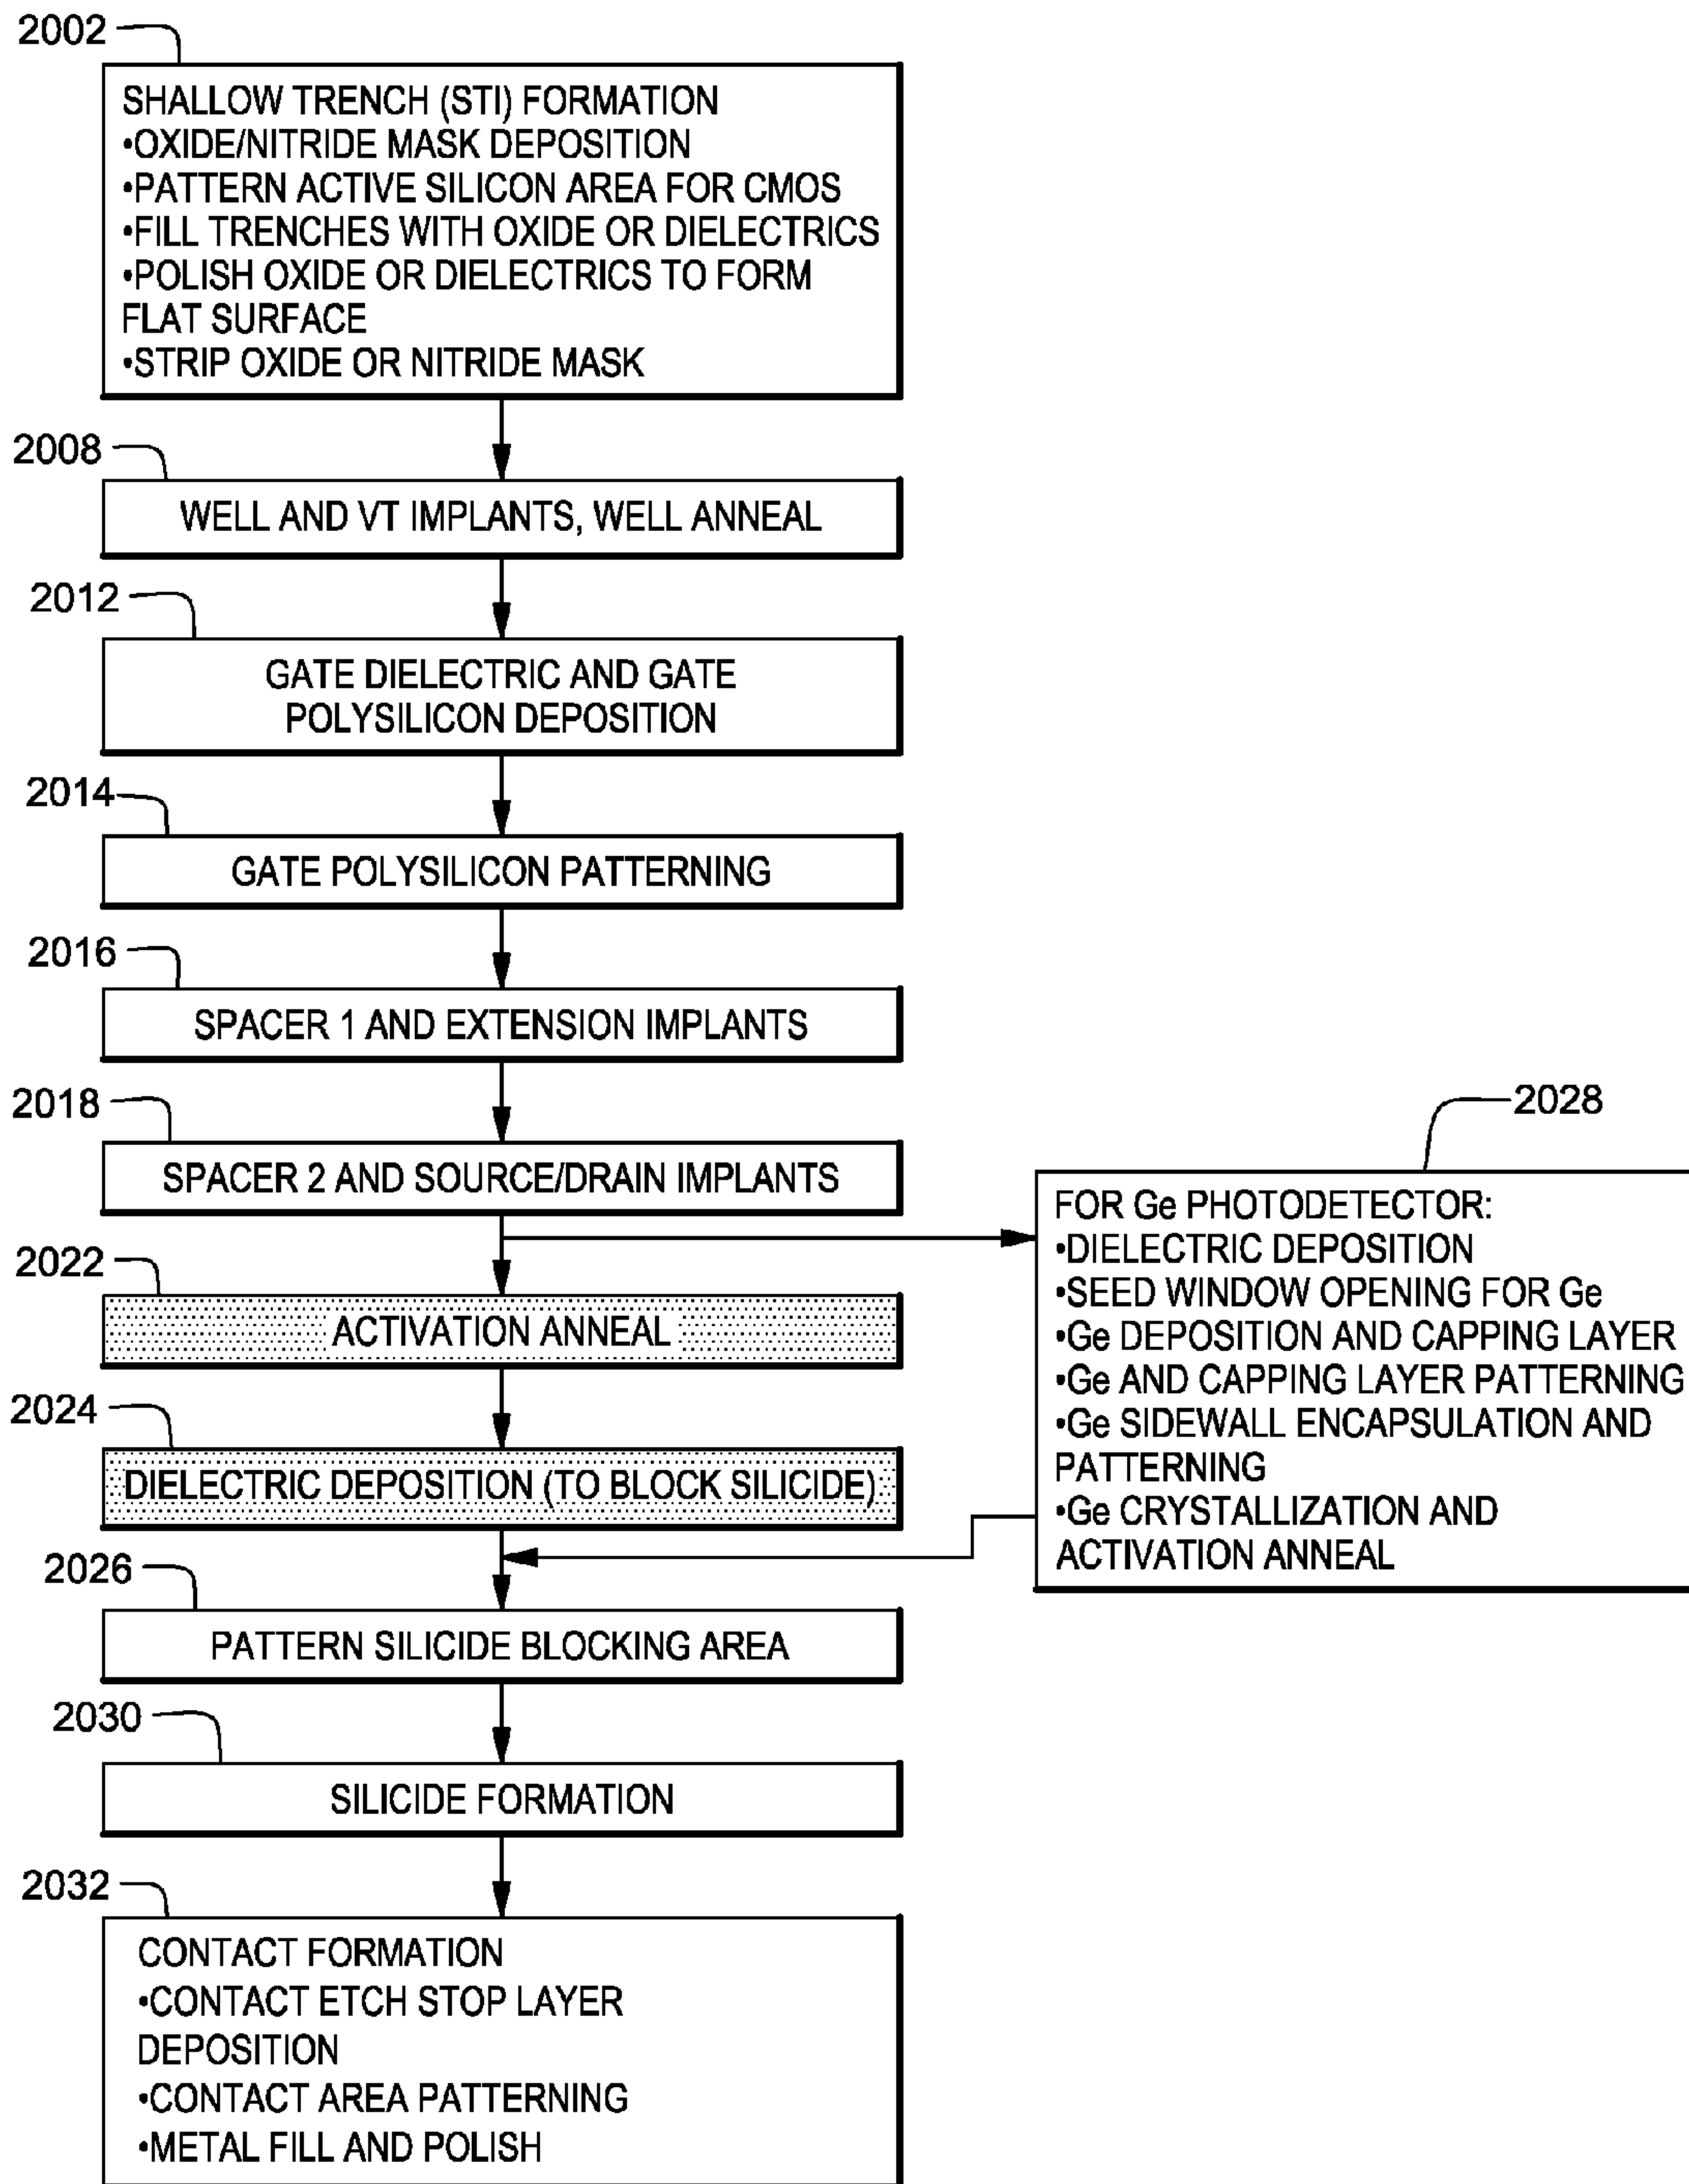 2002
SHALLOW TRENCH (STI) FORMATION
•OXIDE/NITRIDE MASK DEPOSITION
•PATTERN ACTIVE SILICON AREA FOR CMOS
•FILL TRENCHES WITH OXIDE OR DIELECTRICS
•POLISH OXIDE OR DIELECTRICS TO FORM
FLAT SURFACE
•STRIP OXIDE OR NITRIDE MASK
2008
WELL AND VT IMPLANTS, WELL ANNEAL
2012
GATE DIELECTRIC AND GATE
POLYSILICON DEPOSITION
2014
GATE POLYSILICON PATTERNING
2016
SPACER 1 AND EXTENSION IMPLANTS
2018
SPACER 2 AND SOURCE/DRAIN IMPLANTS
2028
FOR Ge PHOTODETECTOR:
•DIELECTRIC DEPOSITION
•SEED WINDOW OPENING FOR Ge
•Ge DEPOSITION AND CAPPING LAYER
•Ge AND CAPPING LAYER PATTERNING
•Ge SIDEWALL ENCAPSULATION AND
PATTERNING
•Ge CRYSTALLIZATION AND
ACTIVATION ANNEAL
2022
ACTIVATION ANNEAL
2024
DIELECTRIC DEPOSITION (TO BLOCK SILICIDE)
2026
PATTERN SILICIDE BLOCKING AREA
2030
SILICIDE FORMATION
2032
CONTACT FORMATION
•CONTACT ETCH STOP LAYER
DEPOSITION
•CONTACT AREA PATTERNING
•METAL FILL AND POLISH